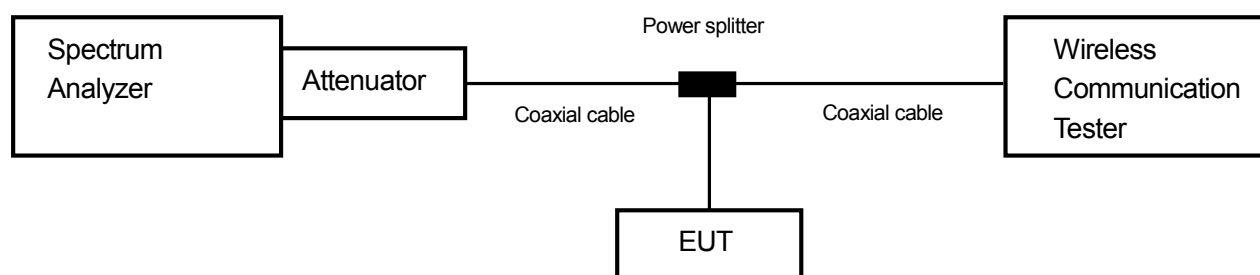 Power splitter
Spectrum
Analyzer
Attenuator
Coaxial cable
Coaxial cable
Wireless
Communication
Tester
EUT